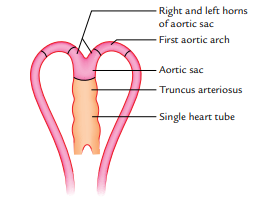 Right and left horns
of aortic sac
First aortic arch
Aortic sac
Truncus arteriosus
Single heart tube